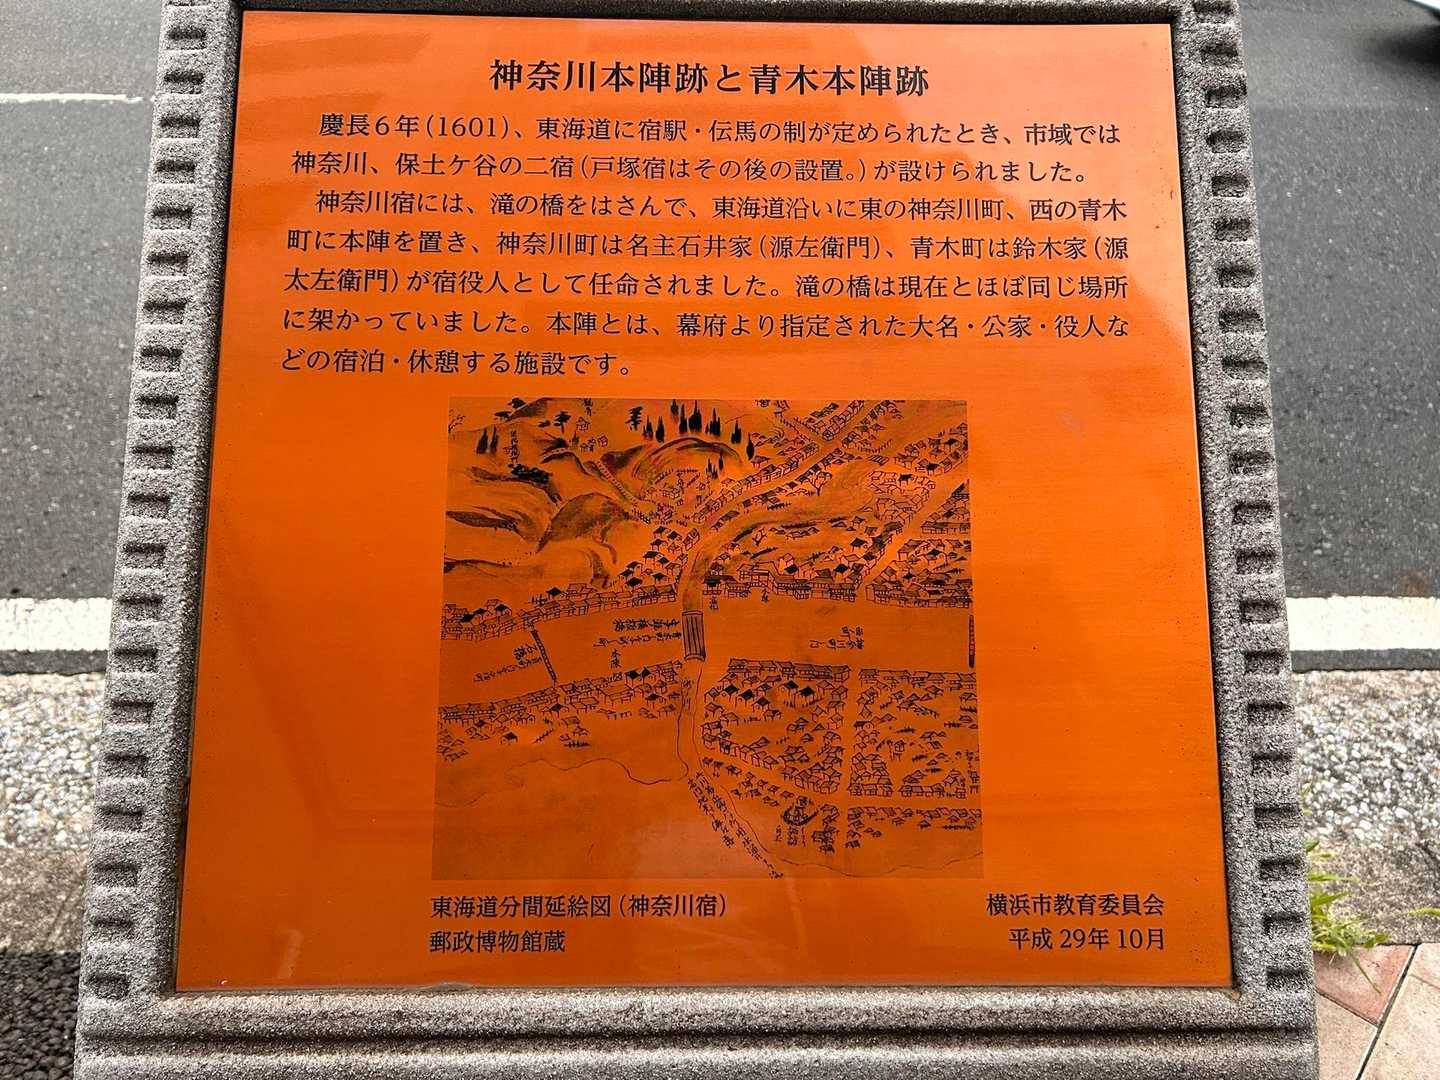 神奈川本陣跡と青木本陣跡
慶長6年(1601)、東海道に宿駅・伝馬の制が定められたとき、市域では
神奈川、保土ケ谷の二宿(戸塚宿はその後の設置。)が設けられました。
神奈川宿には、滝の橋をはさんで、東海道沿いに東の神奈川町、西の青木
町に本陣を置き、神奈川町は名主石井家(源左衛門)、青木町は鈴木家(源
太左衛門)が宿役人として任命されました。滝の橋は現在とほぼ同じ場所
に架かっていました。本陣とは、幕府より指定された大名・公家・役人な
どの宿泊・休憩する施設です。
本陣
石橋
東海道分間延絵図(神奈川宿)
郵政博物館蔵
横浜市教育委員会
平成29年10月